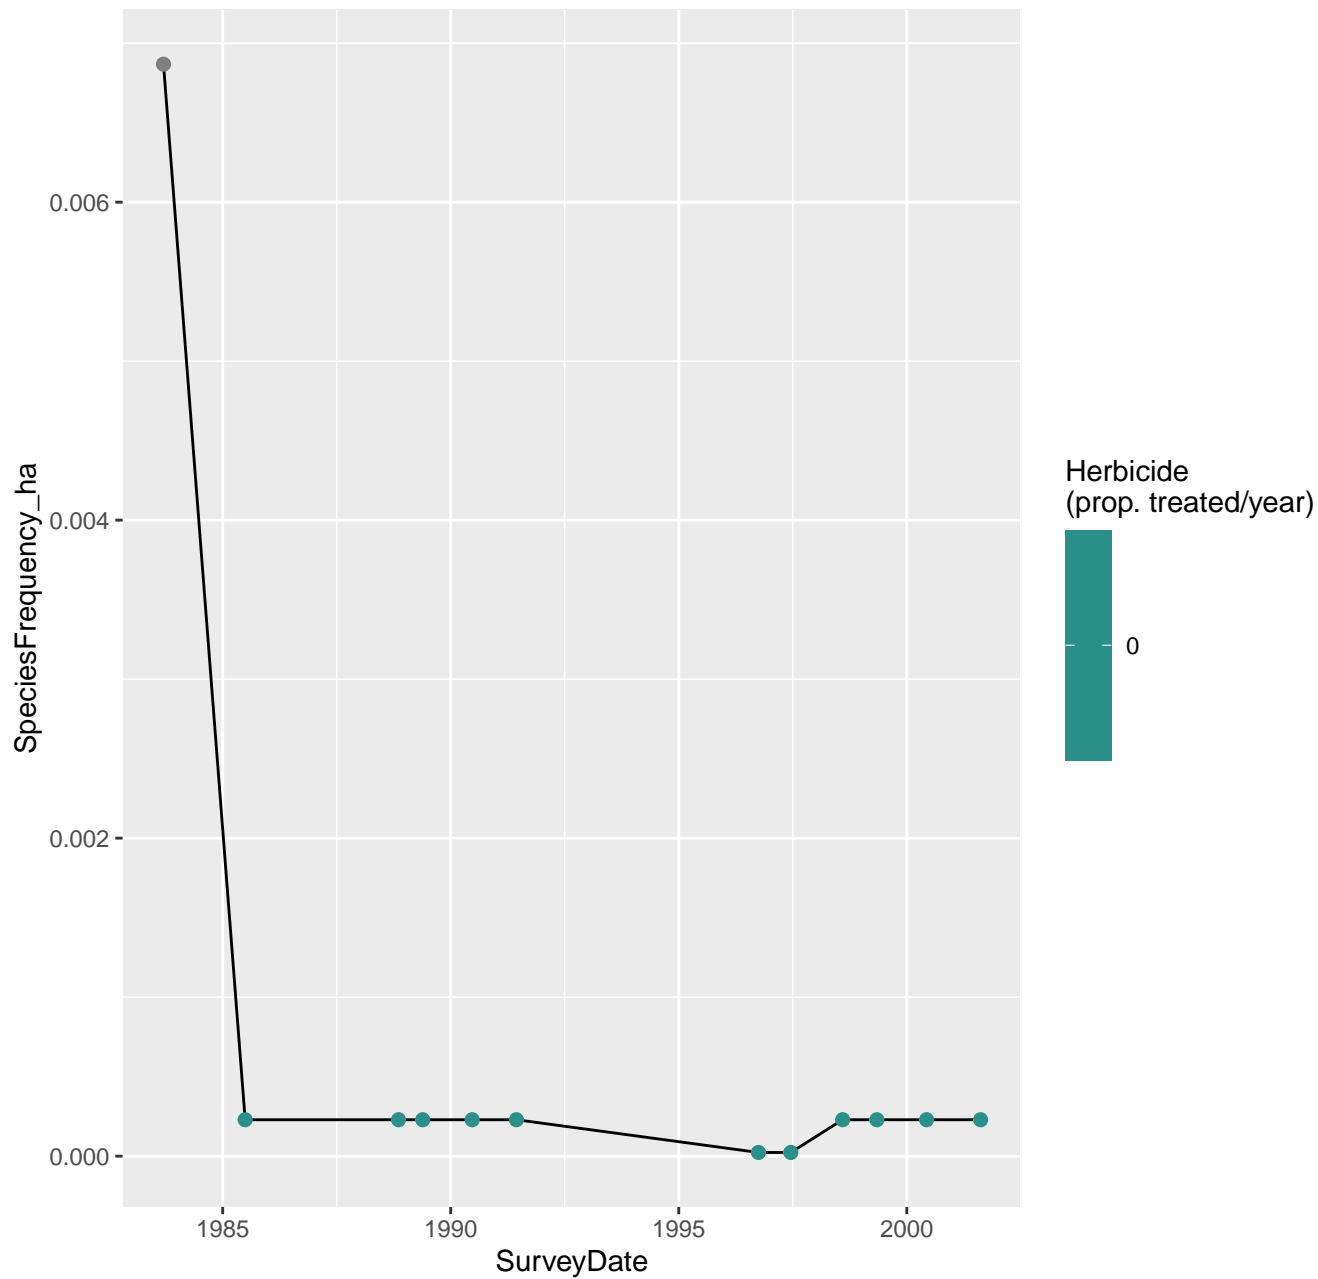 SpeciesFrequency_ha
0.006
0.004
0.002
0.000
1985
1990
1995
2000
SurveyDate
Herbicide
(prop. treated/year)
0